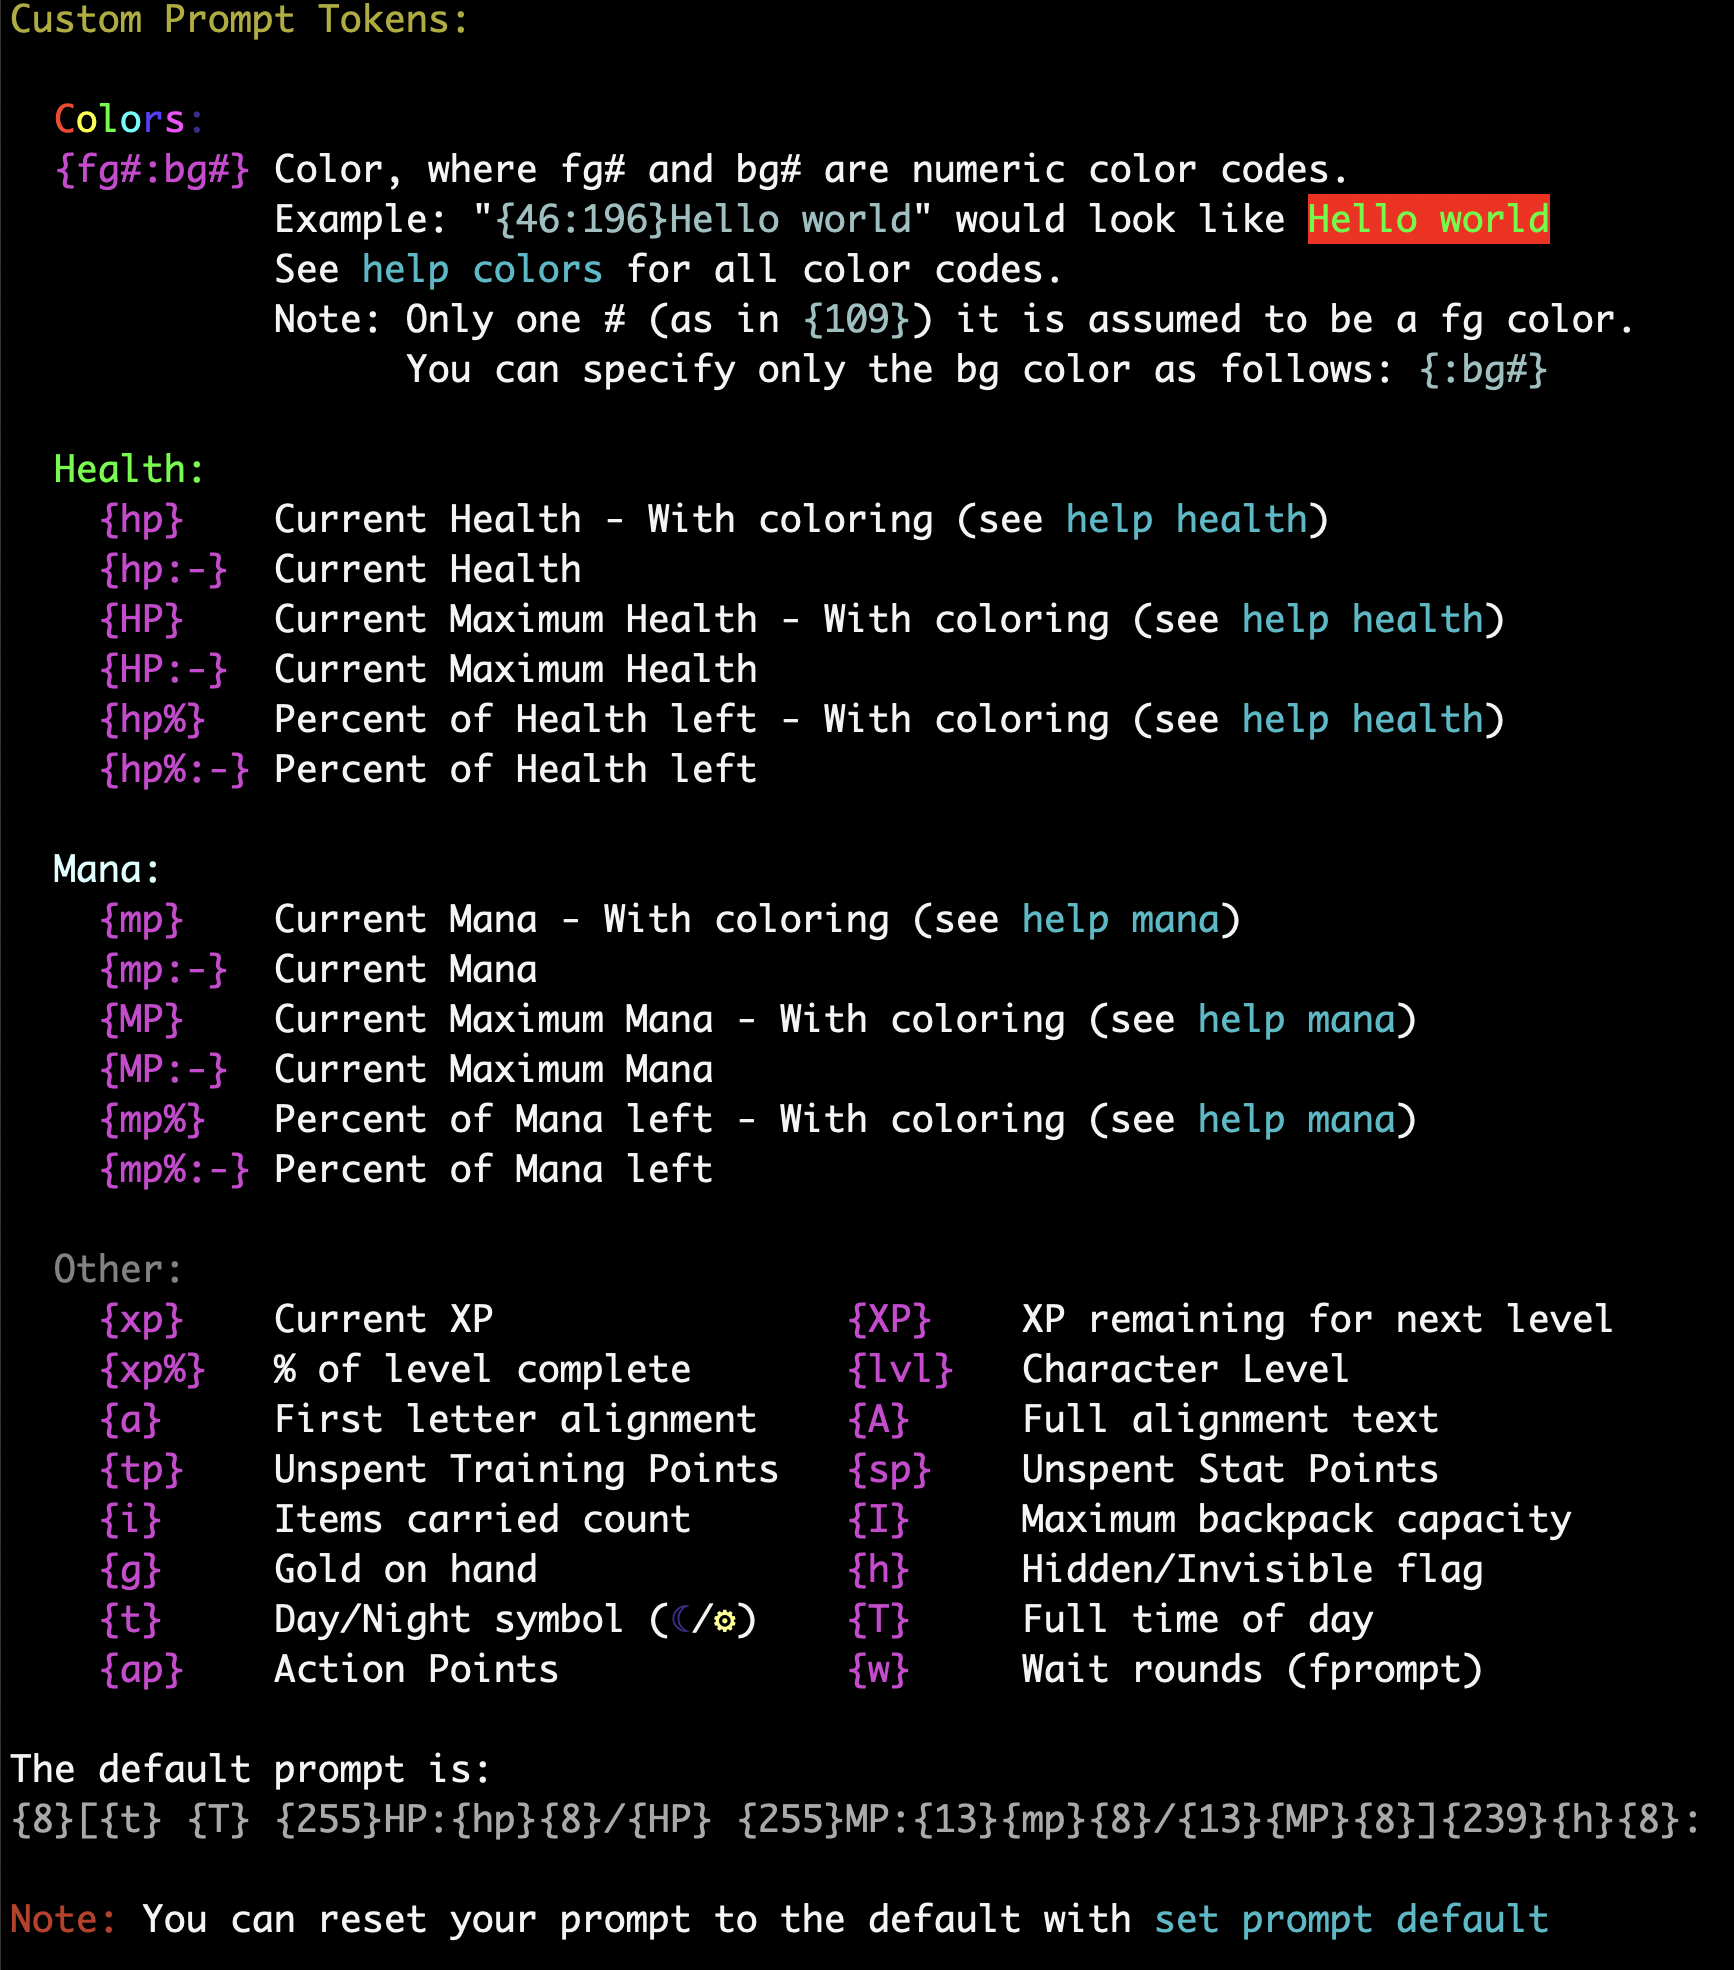 Custom Prompt Tokens:
Colors:
{fg#:bg#} Color, where fg# and bg# are numeric color codes.
Example: "{46:196}Hello world" would look like Hello world
See help colors for all color codes.
Note: Only one # (as in {109}) it is assumed to be a fg color.
You can specify only the bg color as follows: {:bg#}
Health:
{hp} Current Health - With coloring (see help health)
{hp:-} Current Health
{HP} Current Maximum Health - With coloring (see help health)
{HP:-} Current Maximum Health
{hp%} Percent of Health left - With coloring (see help health)
{hp%:-} Percent of Health left
Mana:
{mp} Current Mana - With coloring (see help mana)
{mp:-} Current Mana
{MP} Current Maximum Mana - With coloring (see help mana)
{MP:-} Current Maximum Mana
{mp%} Percent of Mana left - With coloring (see help mana)
{mp%:-} Percent of Mana left
Other:
{xp} Current XP {XP} XP remaining for next level
{xp%} % of level complete {lvl} Character Level
{a} First letter alignment {A} Full alignment text
{tp} Unspent Training Points {sp} Unspent Stat Points
{i} Items carried count {I} Maximum backpack capacity
{g} Gold on hand {h} Hidden/Invisible flag
{t} Day/Night symbol (☾/⚙) {T} Full time of day
{ap} Action Points {w} Wait rounds (fprompt)
The default prompt is:
{8}[{t} {T} {255}HP:{hp}{8}/{HP} {255}MP:{13}{mp}{8}/{13}{MP}{8}]{239}{h}{8}:
Note: You can reset your prompt to the default with set prompt default